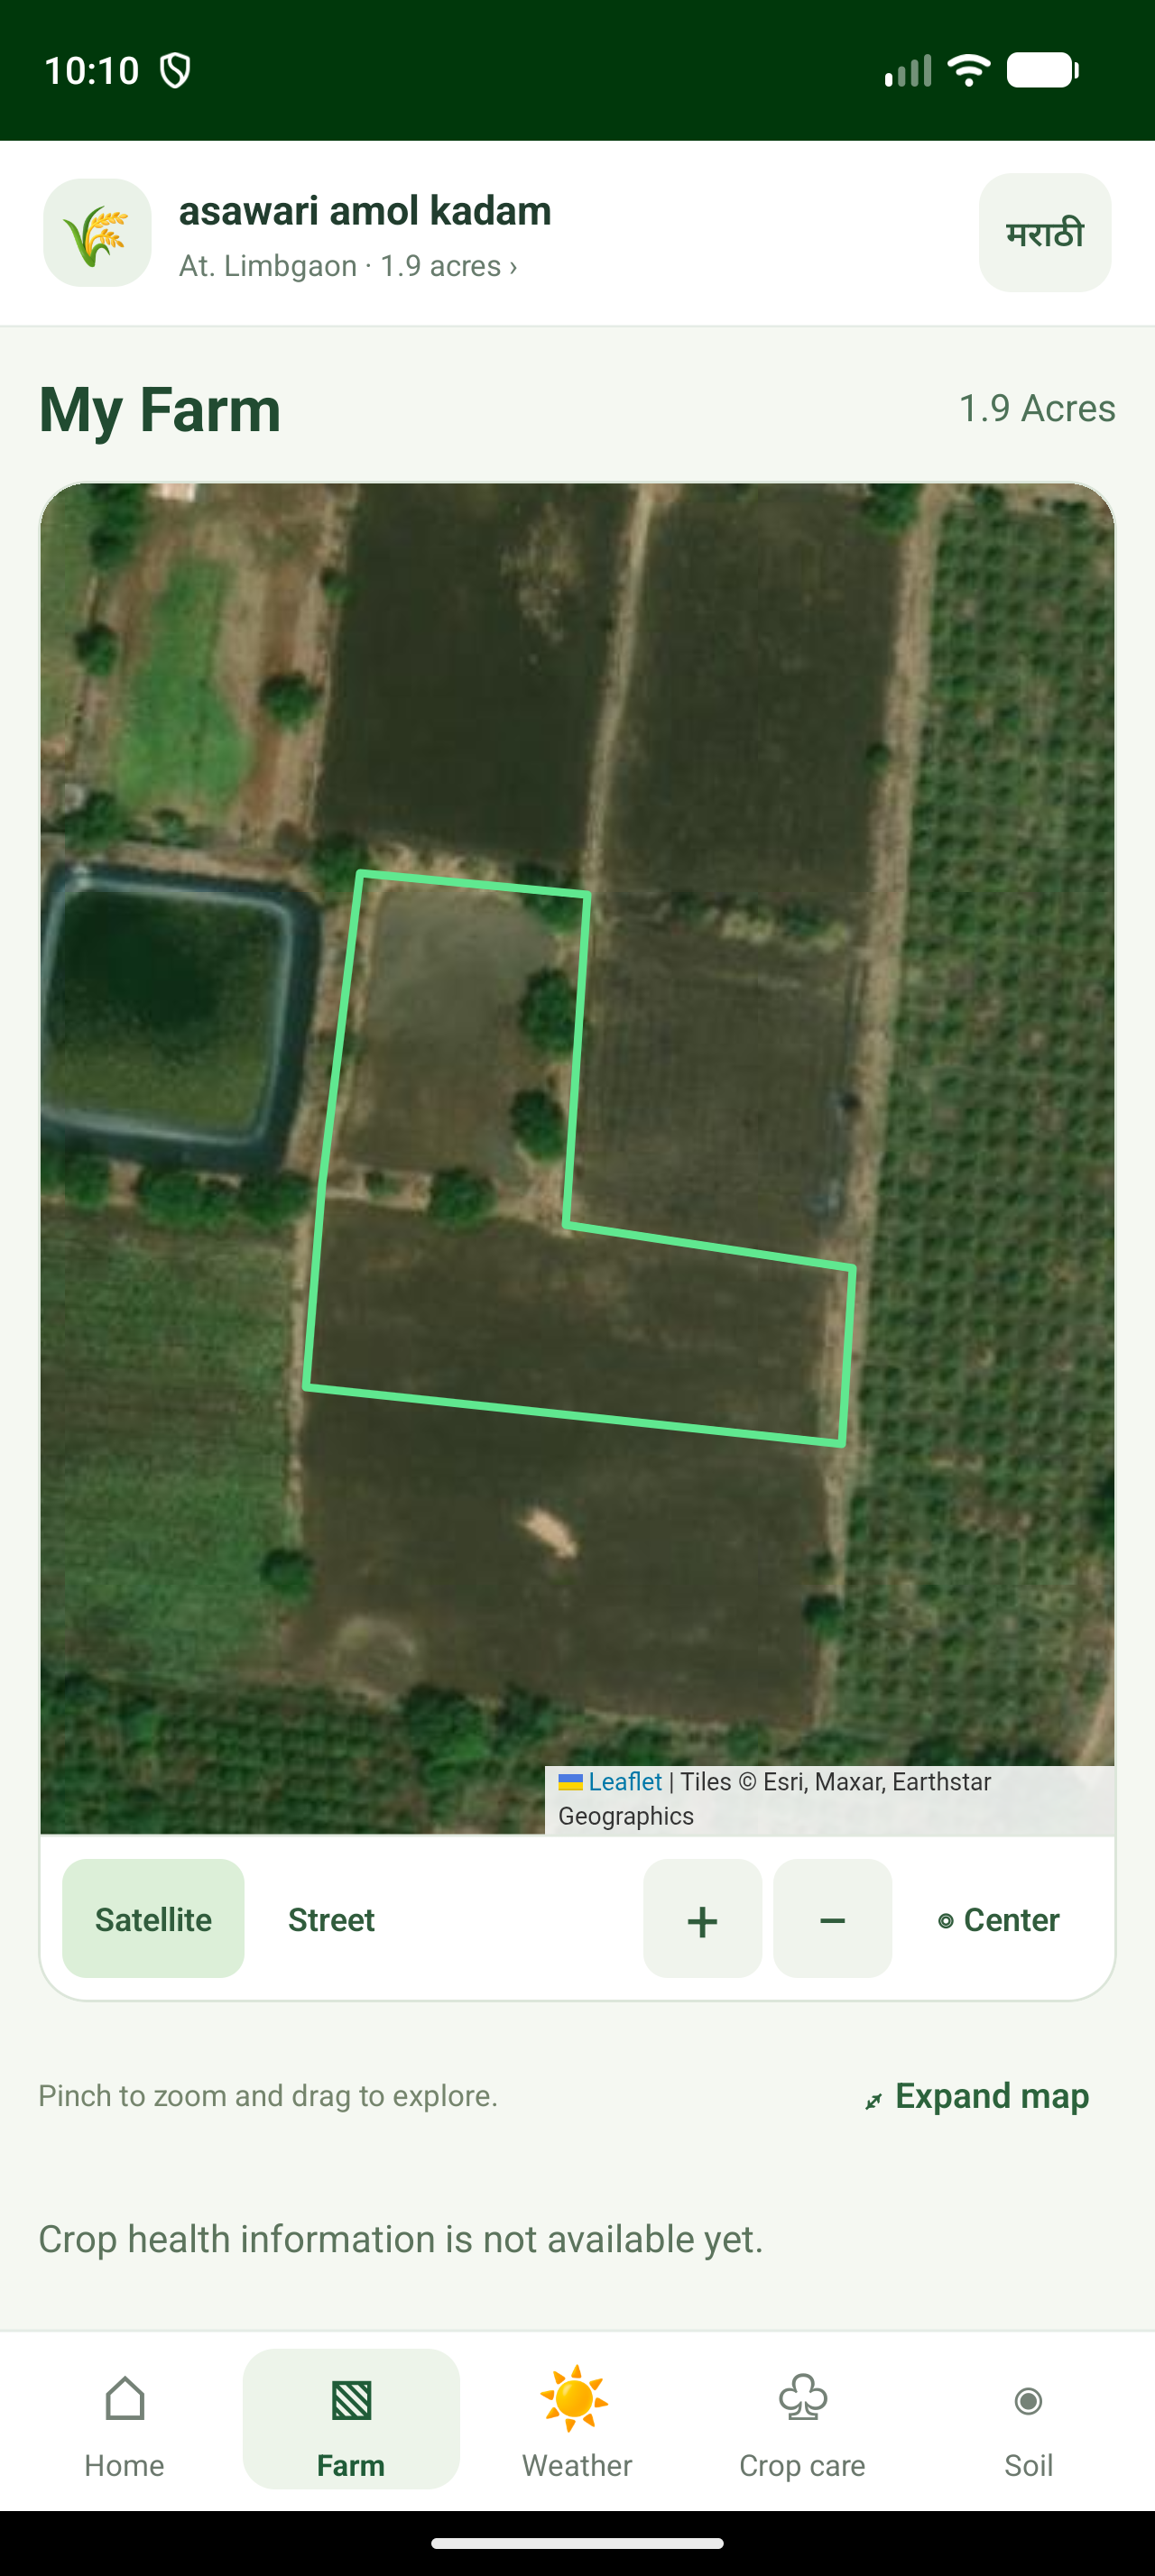 10:10
asawari amol kadam
At. Limbgaon · 1.9 acres ›
मराठी
My Farm
1.9 Acres
Leaflet | Tiles © Esri, Maxar, Earthstar
Geographics
Satellite
Street
+
−
Center
Pinch to zoom and drag to explore.
Expand map
Crop health information is not available yet.
Home
Farm
Weather
Crop care
Soil